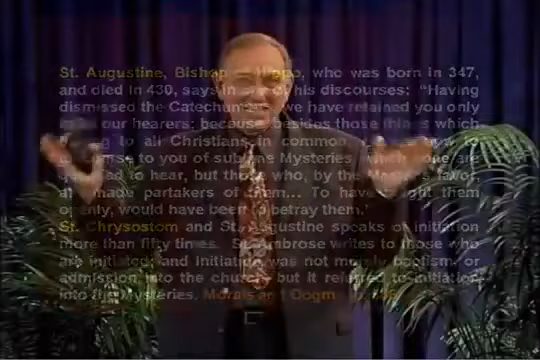 St. Augustine, Bishop Hippo, who was born in 347,
and died in 430, says in his discourses: "Having
dismissed the Catechumens, we have retained you only
our hearers; because besides those things which
to all Christians in common,
to you of sublime Mysteries, which
to hear, but those who, by the favor,
made partakers of them... To have taught them
openly, would have been to betray them."
St. Chrysostom and St. Augustine speaks of initiation
more than fifty times. St. Ambrose writes to those who
are initiated; and initiation was not merely baptism, or
admission into the church, but it referred to initiation
into the Mysteries. Morals and Dogma